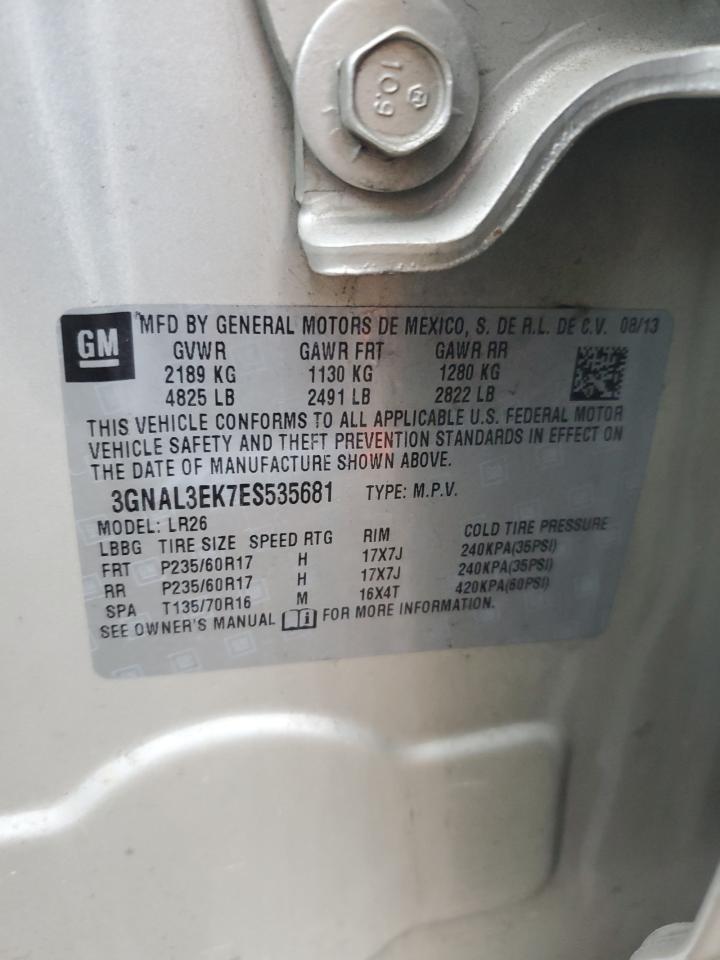 10.9
GM
MFD BY GENERAL MOTORS DE MEXICO, S. DE R.L. DE C.V. 08/13
GVWR GAWR FRT GAWR RR
2189 KG 1130 KG 1280 KG
4825 LB 2491 LB 2822 LB
THIS VEHICLE CONFORMS TO ALL APPLICABLE U.S. FEDERAL MOTOR
VEHICLE SAFETY AND THEFT PREVENTION STANDARDS IN EFFECT ON
THE DATE OF MANUFACTURE SHOWN ABOVE.
3GNAL3EK7ES535681 TYPE: M.P.V.
MODEL: LR26
LBBG TIRE SIZE SPEED RTG RIM COLD TIRE PRESSURE
FRT P235/60R17 H 17X7J 240KPA(35PSI)
RR P235/60R17 H 17X7J 240KPA(35PSI)
SPA T135/70R16 M 16X4T 420KPA(60PSI)
SEE OWNER'S MANUAL i FOR MORE INFORMATION.